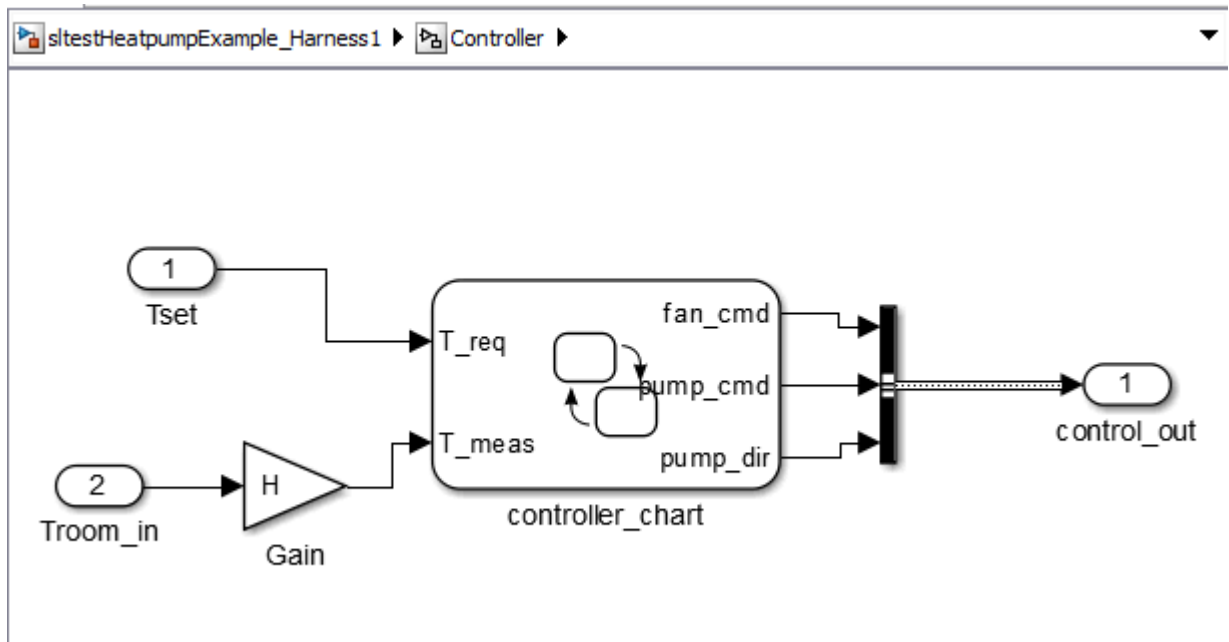 sltestHeatpumpExample_Harness1 Controller
1
Tset
T_req
T_meas
fan_cmd
pump_cmd
pump_dir
controller_chart
2
Troom_in
H
Gain
1
control_out